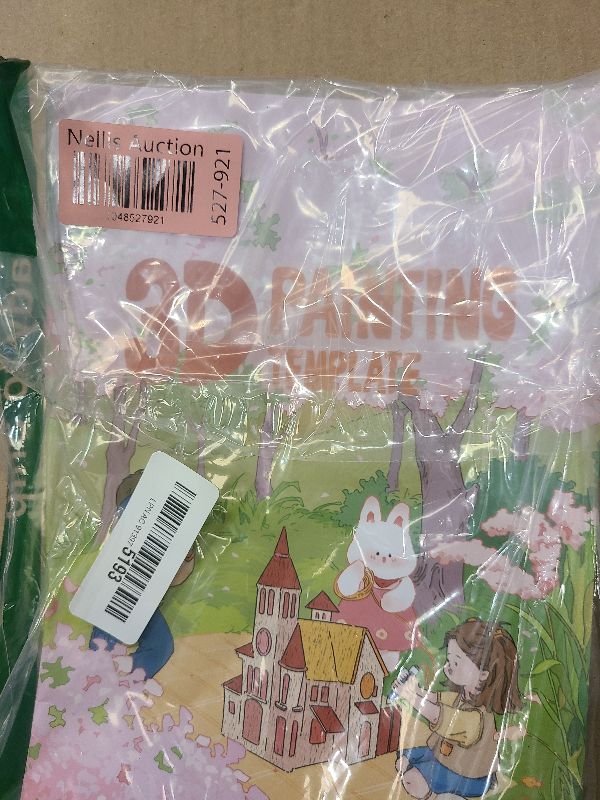 Nellis Auction
1048527921
527-921
3D PAINTING
TEMPLATE
5193